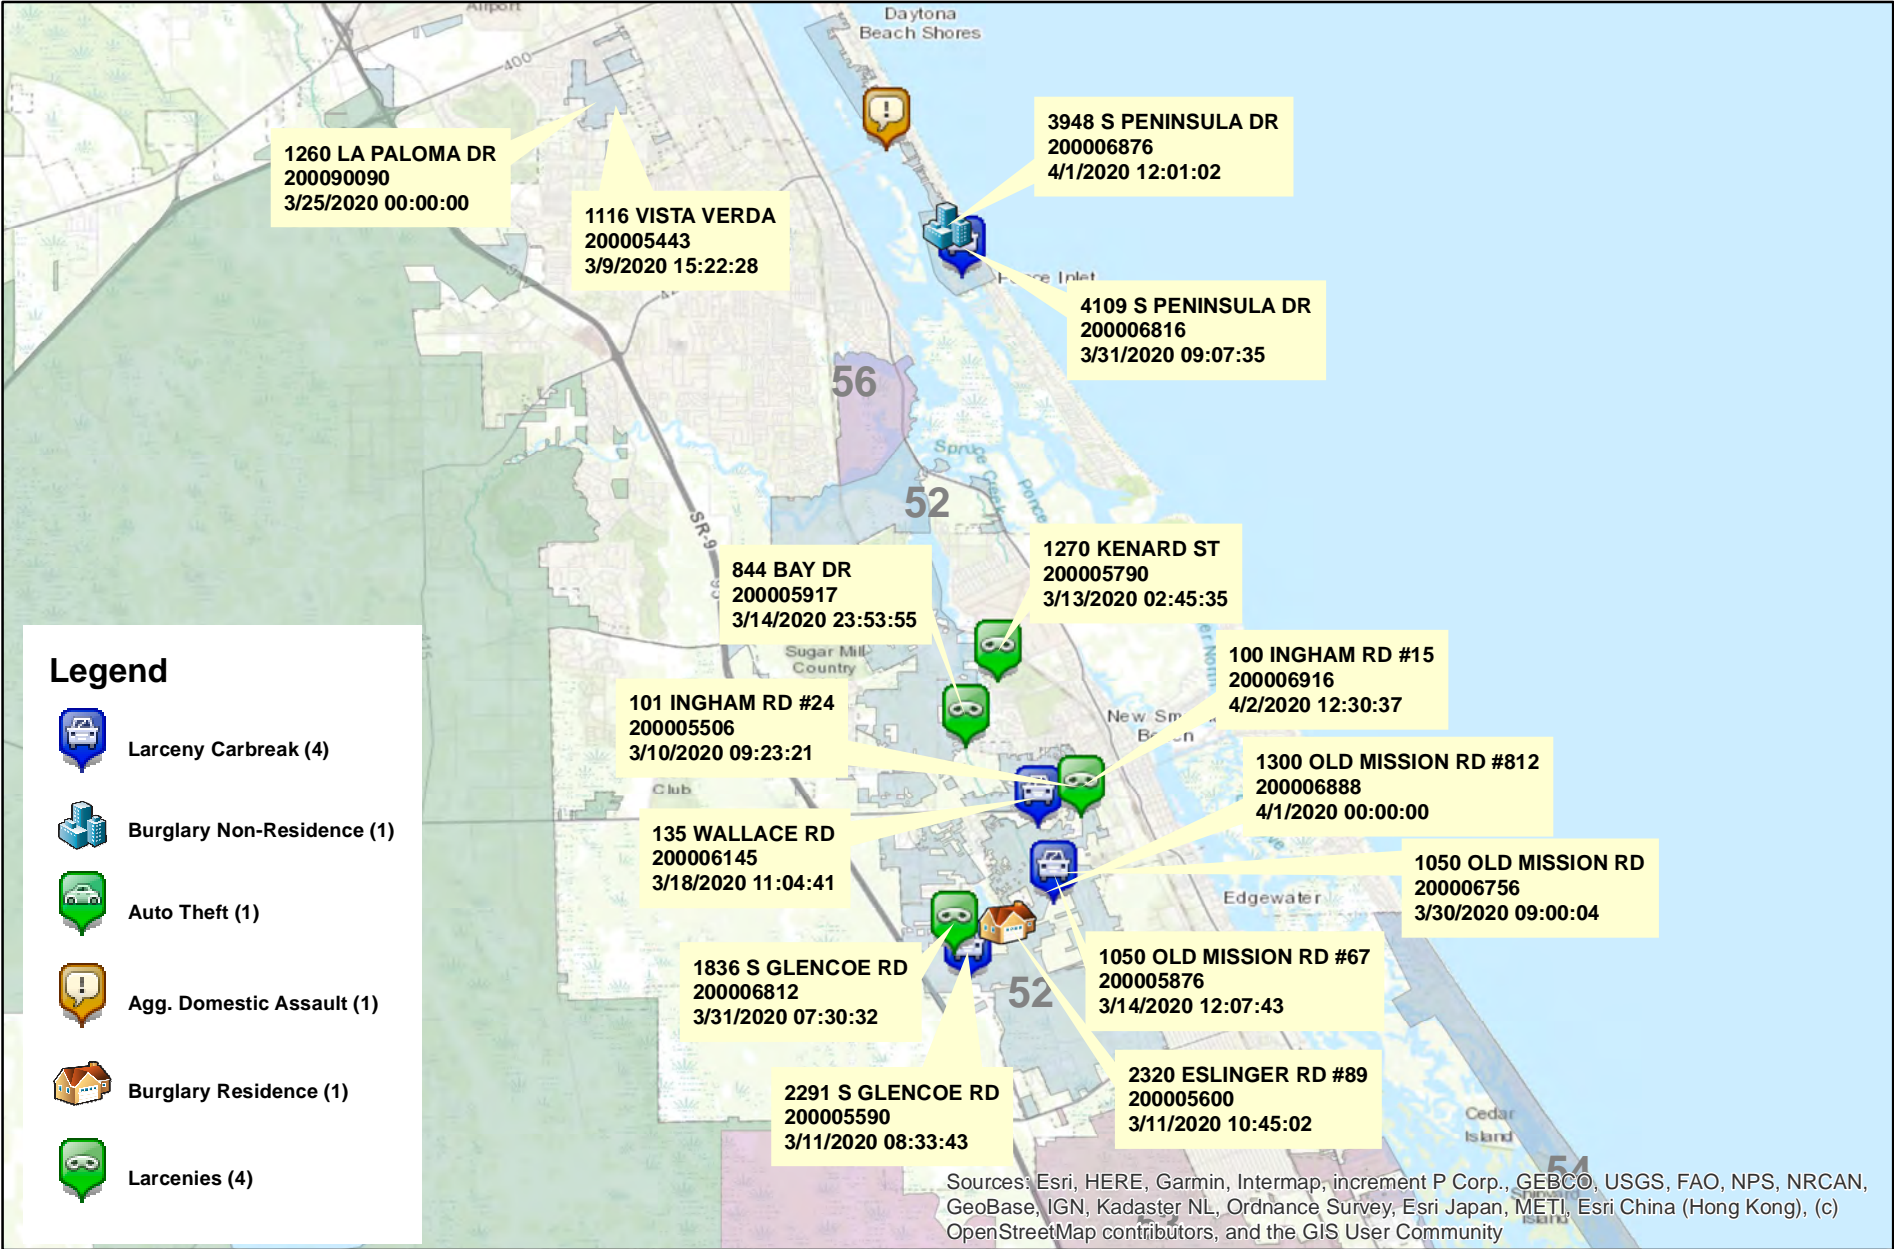 Airport
Daytona
Beach Shores
400
1260 LA PALOMA DR
200090090
3/25/2020 00:00:00
1116 VISTA VERDA
200005443
3/9/2020 15:22:28
3948 S PENINSULA DR
200006876
4/1/2020 12:01:02
4109 S PENINSULA DR
200006816
3/31/2020 09:07:35
56
Spruce Creek
Ponce
52
SR-9
844 BAY DR
200005917
3/14/2020 23:53:55
1270 KENARD ST
200005790
3/13/2020 02:45:35
Sugar Mill
Country
101 INGHAM RD #24
200005506
3/10/2020 09:23:21
100 INGHAM RD #15
200006916
4/2/2020 12:30:37
Club
1300 OLD MISSION RD #812
200006888
4/1/2020 00:00:00
135 WALLACE RD
200006145
3/18/2020 11:04:41
1050 OLD MISSION RD
200006756
3/30/2020 09:00:04
Edgewater
1836 S GLENCOE RD
200006812
3/31/2020 07:30:32
52
1050 OLD MISSION RD #67
200005876
3/14/2020 12:07:43
2291 S GLENCOE RD
200005590
3/11/2020 08:33:43
2320 ESLINGER RD #89
200005600
3/11/2020 10:45:02
Cedar
Island
54
Legend
Larceny Carbreak (4)
Burglary Non-Residence (1)
Auto Theft (1)
Agg. Domestic Assault (1)
Burglary Residence (1)
Larcenies (4)
Sources: Esri, HERE, Garmin, Intermap, increment P Corp., GEBCO, USGS, FAO, NPS, NRCAN,
GeoBase, IGN, Kadaster NL, Ordnance Survey, Esri Japan, METI, Esri China (Hong Kong), (c)
OpenStreetMap contributors, and the GIS User Community